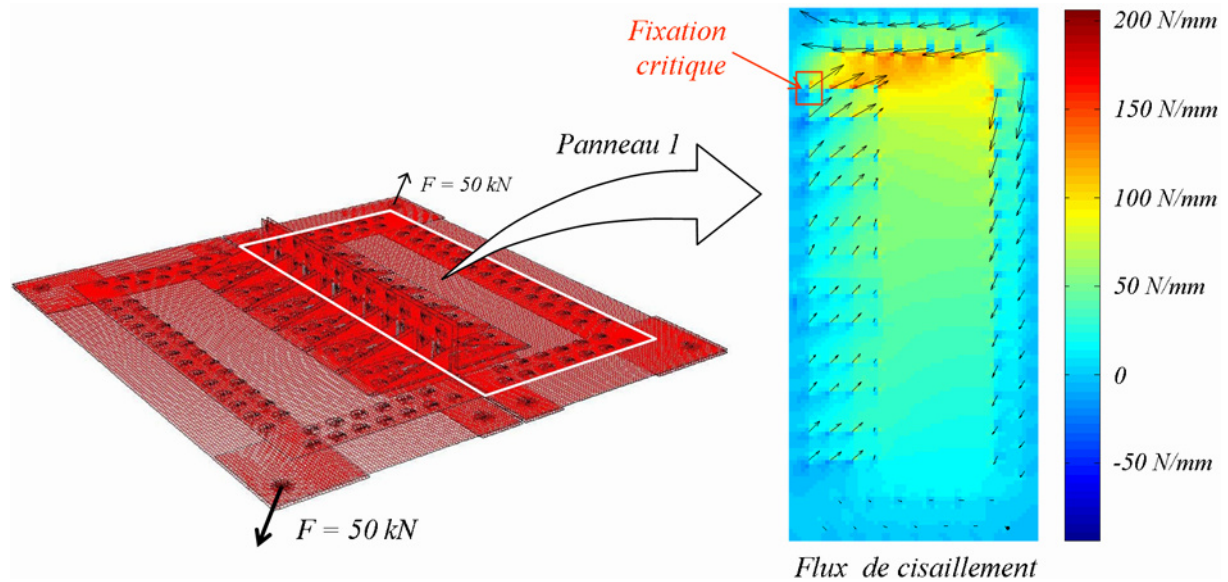 Fixation
critique
Panneau 1
F = 50 kN
F = 50 kN
200 N/mm
150 N/mm
100 N/mm
50 N/mm
0
-50 N/mm
Flux de cisaillement